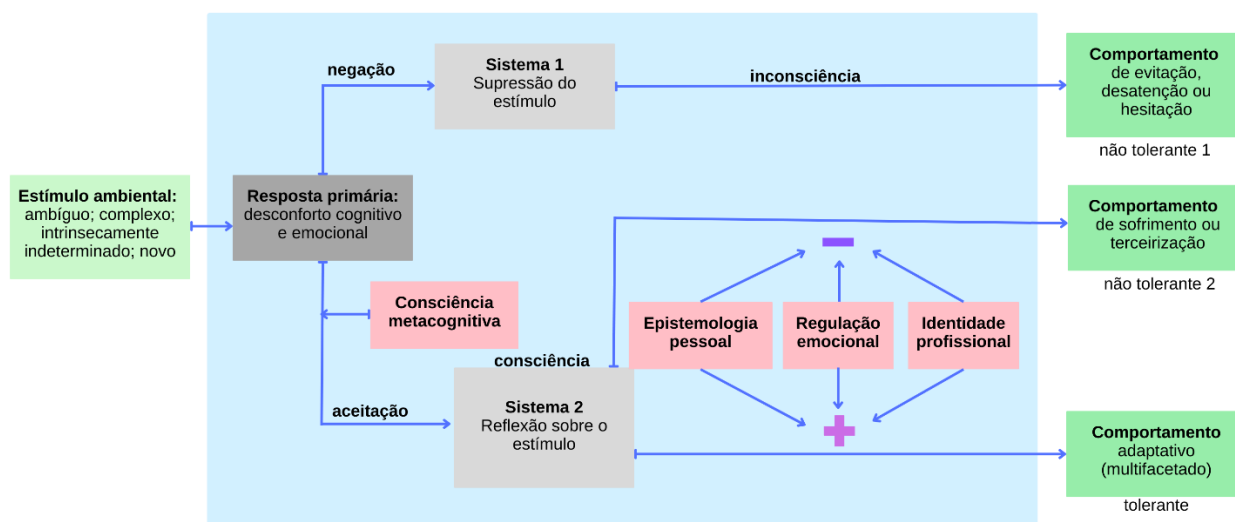 Estímulo ambiental:
ambíguo; complexo;
intrinsecamente
indeterminado; novo
Resposta primária:
desconforto cognitivo
e emocional
negação
Sistema 1
Supressão do
estímulo
inconsciência
Comportamento
de evitação,
desatenção ou
hesitação
não tolerante 1
Consciência
metacognitiva
aceitação
consciência
Sistema 2
Reflexão sobre o
estímulo
Epistemologia
pessoal
Regulação
emocional
Identidade
profissional
Comportamento
de sofrimento ou
terceirização
não tolerante 2
Comportamento
adaptativo
(multifacetado)
tolerante